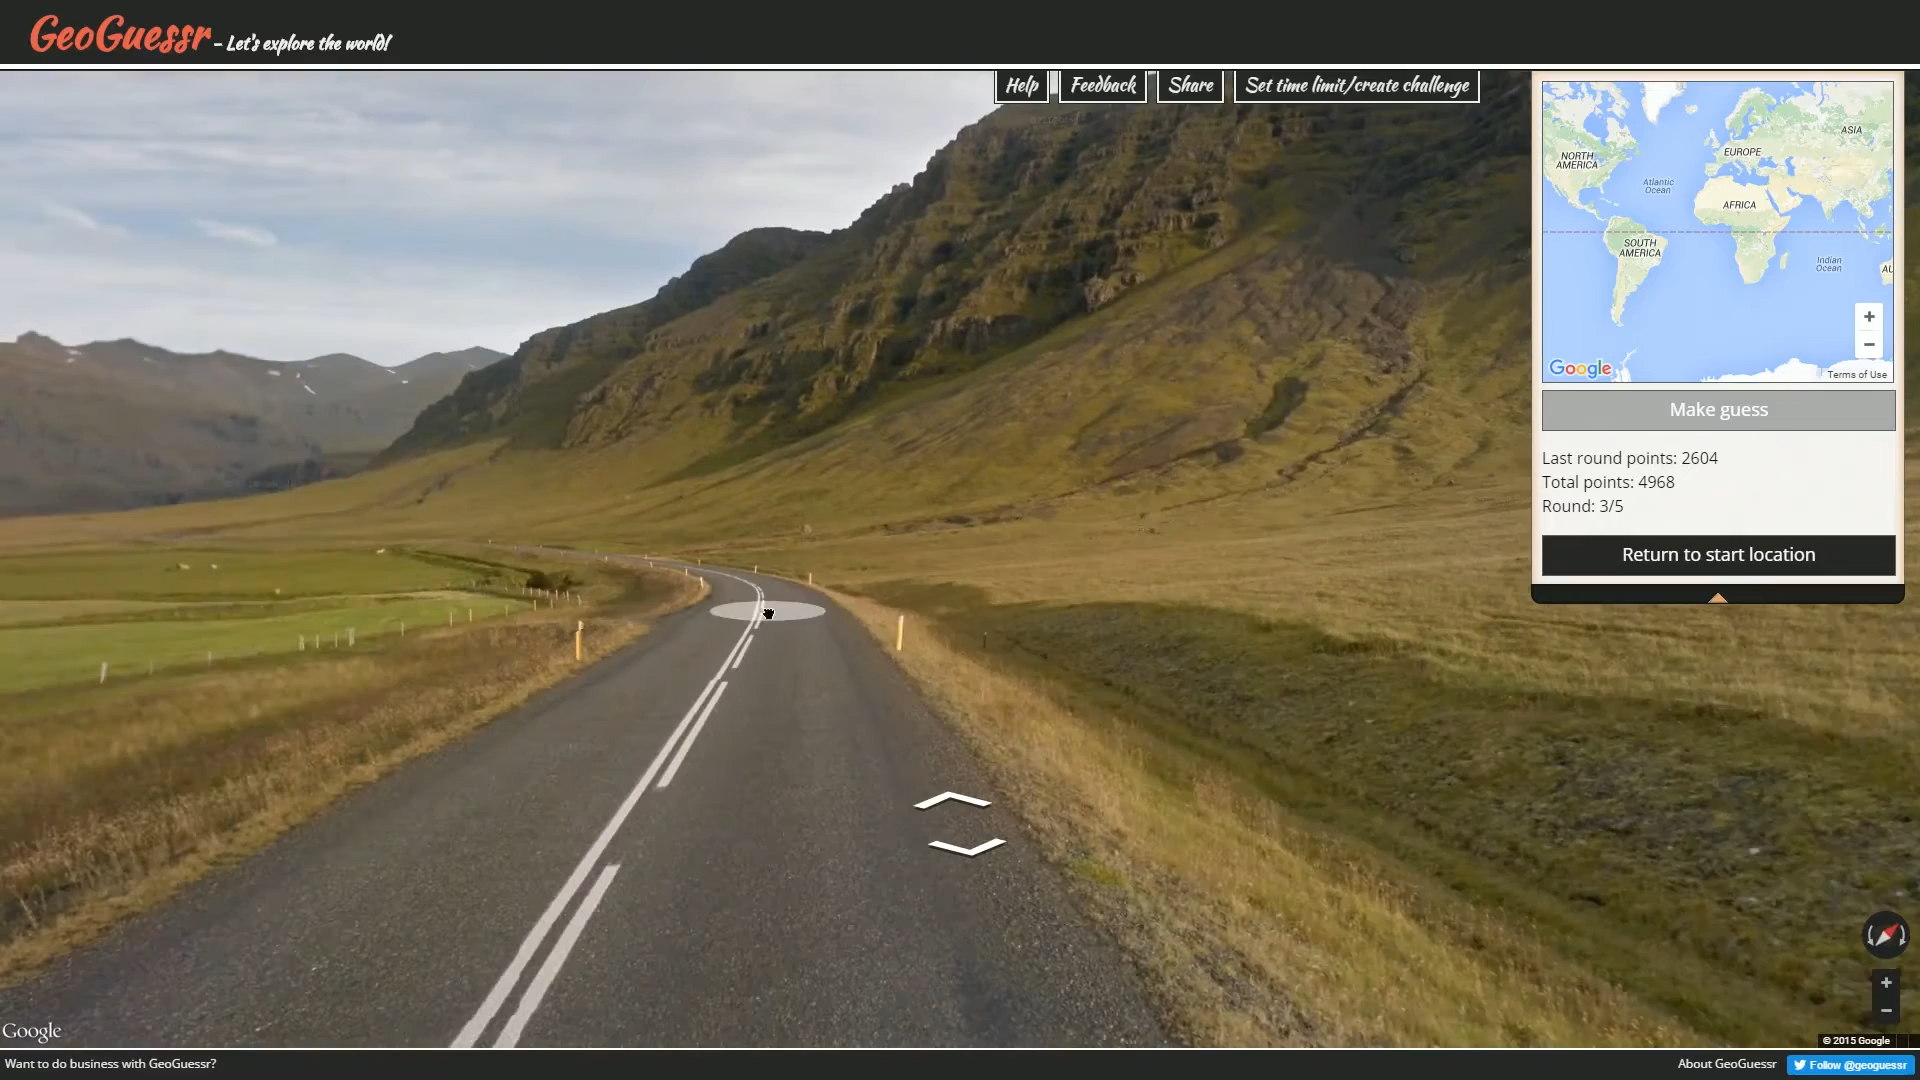 GeoGuessr - Let's explore the world!
Help
Feedback
Share
Set time limit/create challenge
NORTH
AMERICA
EUROPE
ASIA
Atlantic
Ocean
AFRICA
SOUTH
AMERICA
Indian
Ocean
AU
+
−
Google
Terms of Use
Make guess
Last round points: 2604
Total points: 4968
Round: 3/5
Return to start location
+
−
Google
© 2015 Google
Want to do business with GeoGuessr?
About GeoGuessr
Follow @geoguessr